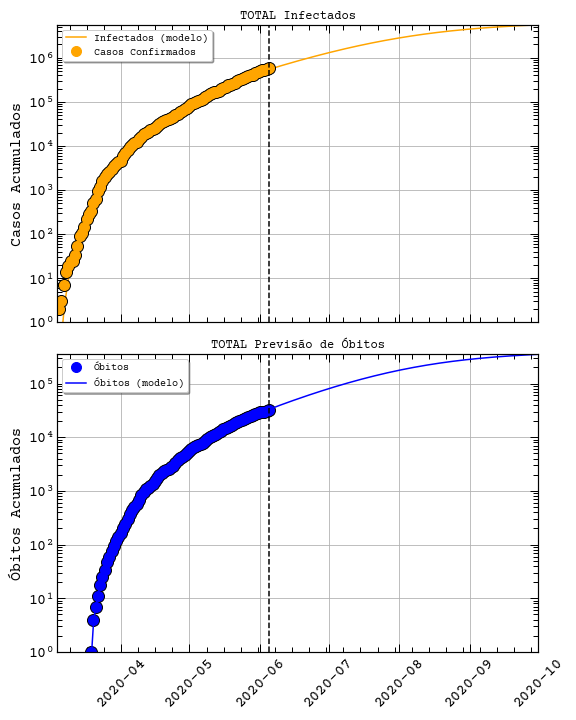 TOTAL Infectados
Infectados (modelo)
Casos Confirmados
Casos Acumulados
10⁶
10⁵
10⁴
10³
10²
10¹
10⁰
TOTAL Previsão de Óbitos
Óbitos
Óbitos (modelo)
Óbitos Acumulados
10⁵
10⁴
10³
10²
10¹
10⁰
2020-04
2020-05
2020-06
2020-07
2020-08
2020-09
2020-10